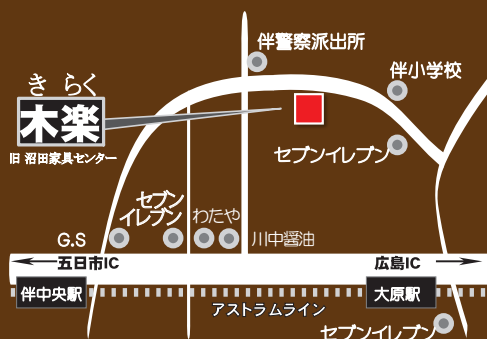 伴警察派出所
伴小学校
きらく
木楽
旧 沼田家具センター
セブンイレブン
セブン
イレブン
わたや
G.S
川中醤油
五日市IC
広島IC
伴中央駅
大原駅
アストラムライン
セブンイレブン